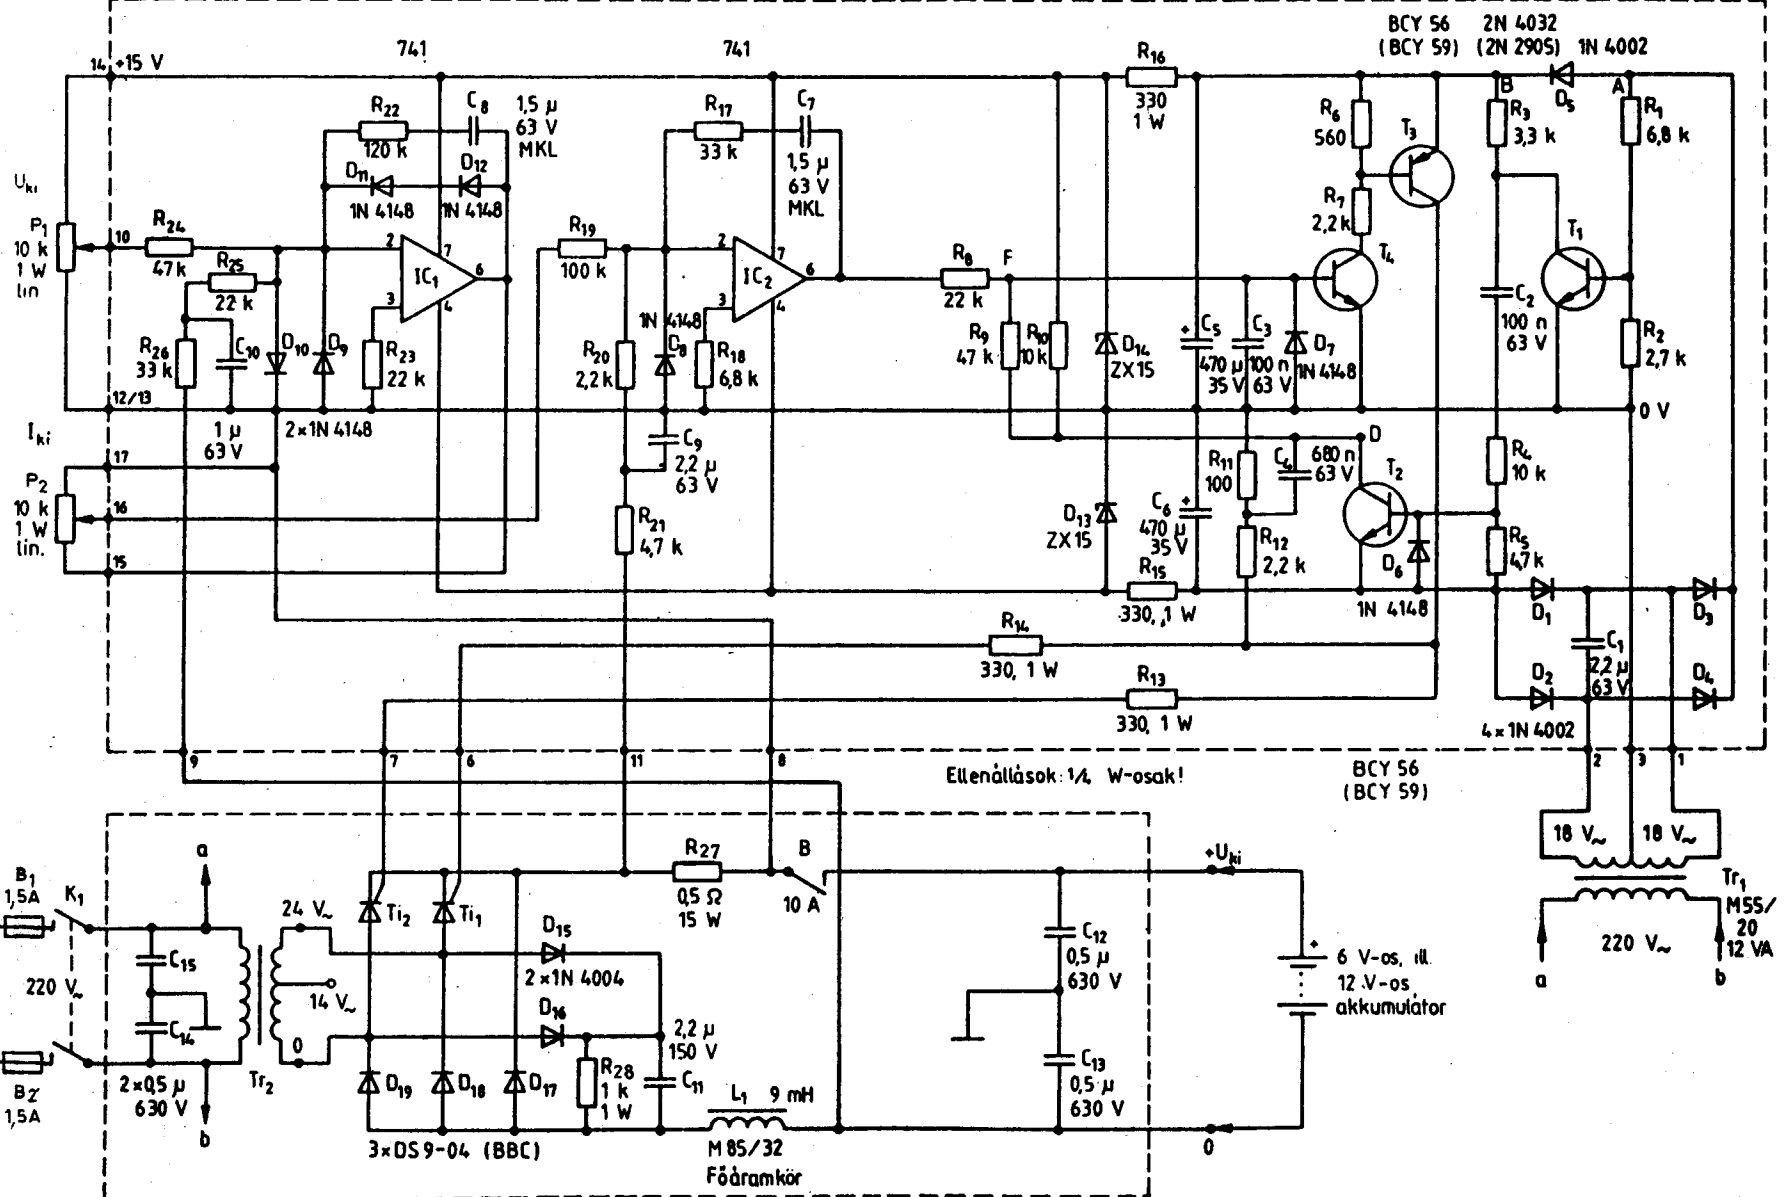 BCY 56 2N 4032
(BCY 59) (2N 2905) 1N 4002
741
741
R16
330
1 W
14 +15 V
B
D5
A
R22
120 k
C8
1,5 µ
63 V
MKL
R17
33 k
C7
1,5 µ
63 V
MKL
R6
560
T3
R3
3,3 k
R1
6,8 k
D11
1N 4148
D12
1N 4148
Uki
P1
10 k
1 W
lin
10
R24
47 k
R25
22 k
2
7
IC1
6
3
4
R19
100 k
2
7
IC2
6
3
4
R7
2,2 k
T4
T1
R8
22 k
F
C2
100 n
63 V
R26
33 k
C10
D10
D9
R23
22 k
1N 4148
R20
2,2 k
D8
R18
6,8 k
R9
47 k
R10
10 k
D14
ZX15
C5
470 µ
35 V
C3
100 n
63 V
D7
1N 4148
R2
2,7 k
12/13
1 µ
63 V
2×1N 4148
0 V
Iki
17
P2
10 k
1 W
lin.
16
15
C9
2,2 µ
63 V
R21
4,7 k
D
R11
100
C4
680 n
63 V
T2
R4
10 k
D13
ZX15
C6
470 µ
35 V
R12
2,2 k
D6
R5
4,7 k
R15
330, 1 W
1N 4148
D1
D3
R14
330, 1 W
C1
2,2 µ
63 V
R13
330, 1 W
D2
D4
4×1N 4002
9
7
6
11
8
2
3
1
Ellenállások: 1/4 W-osak!
BCY 56
(BCY 59)
18 V~ 18 V~
Tr1
M55/
20
12 VA
220 V~
a
b
B1
1,5A
K1
a
24 V~
Ti2
Ti1
R27
0,5 Ω
15 W
B
10 A
+Uki
C15
220 V~
C14
14 V~
D15
2×1N 4004
D16
C12
0,5 µ
630 V
+
6 V-os, ill.
12 V-os
akkumulátor
B2
1,5A
2×0,5 µ
630 V
b
Tr2
0
D19
D18
D17
R28
1 k
1 W
2,2 µ
150 V
C11
L1 9 mH
C13
0,5 µ
630 V
3×DS9-04 (BBC)
M85/32
Főáramkör
0